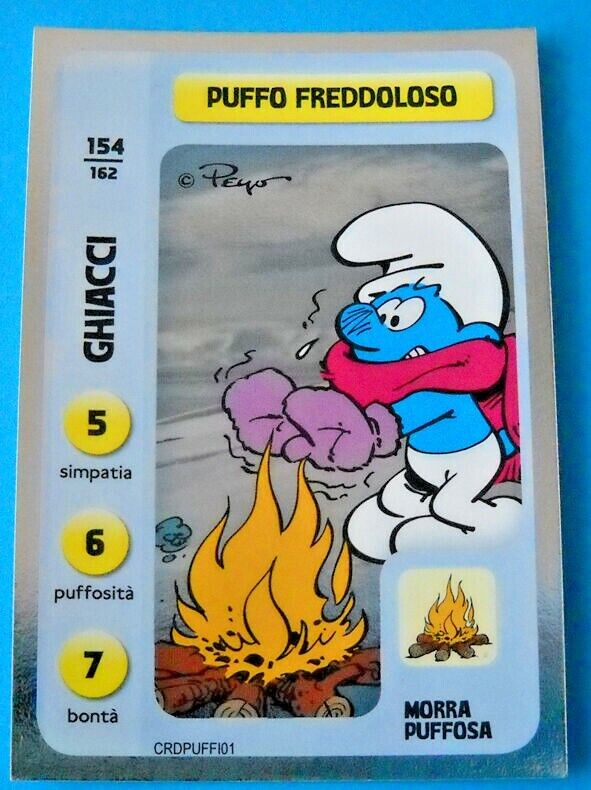 PUFFO FREDDOLOSO
154
162
GHIACCI
© Peyo
5
simpatia
6
puffosità
7
bontà
MORRA
PUFFOSA
CRDPUFFI01